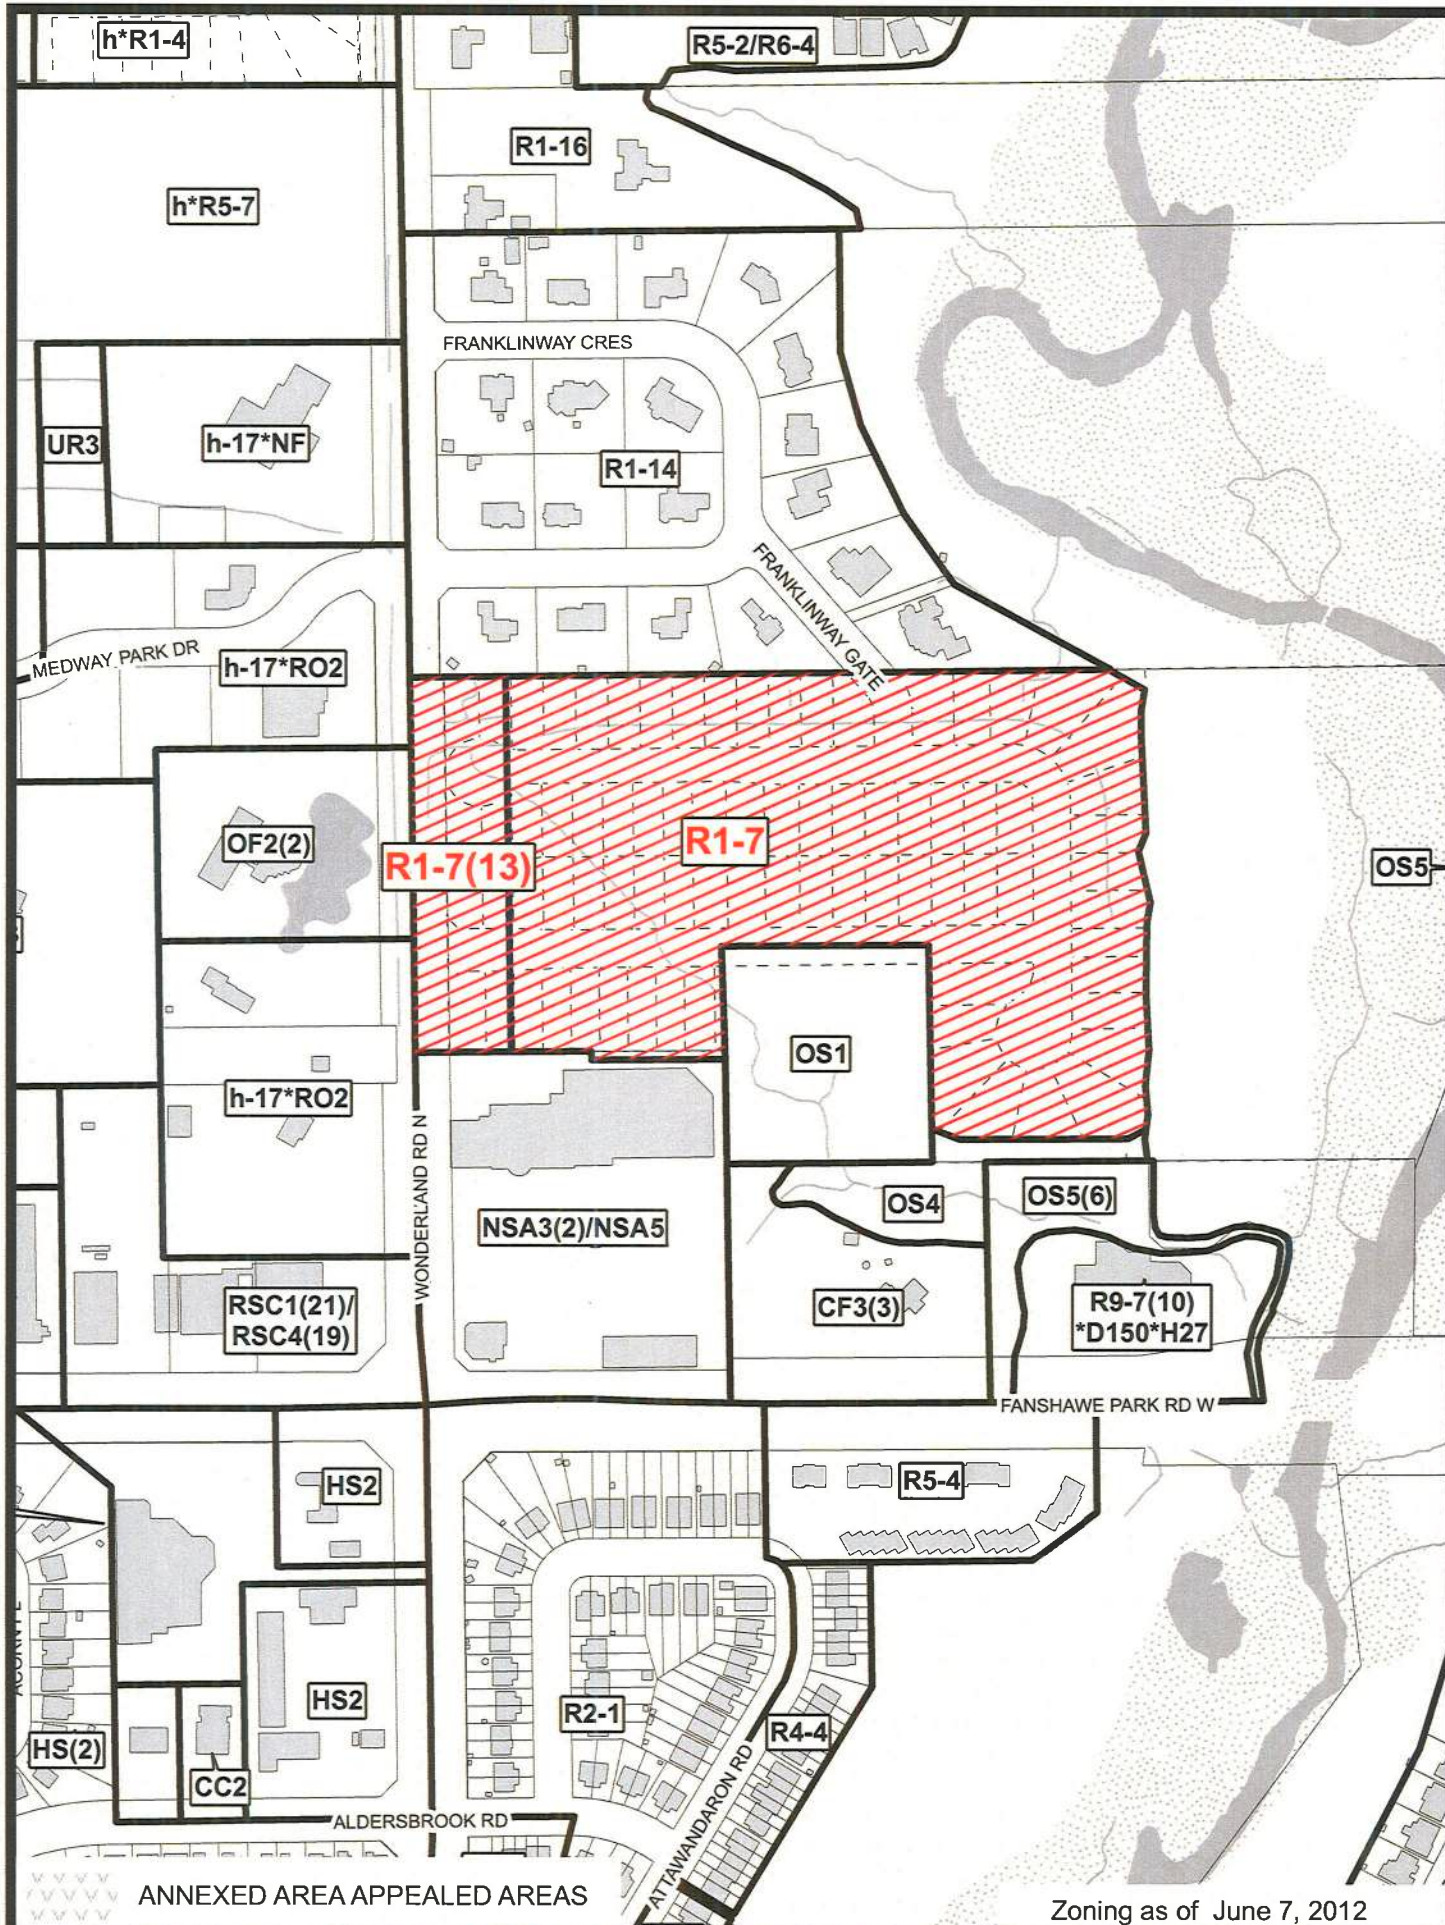 h*R1-4
R5-2/R6-4
R1-16
h*R5-7
FRANKLINWAY CRES
UR3
h-17*NF
R1-14
FRANKLINWAY GATE
MEDWAY PARK DR
h-17*RO2
OF2(2)
R1-7(13)
R1-7
OS5
OS1
h-17*RO2
WONDERLAND RD N
OS4
OS5(6)
NSA3(2)/NSA5
RSC1(21)/
RSC4(19)
CF3(3)
R9-7(10)
*D150*H27
FANSHAWE PARK RD W
HS2
R5-4
HS2
R2-1
R4-4
HS(2)
CC2
ATTAWANDARON RD
ALDERSBROOK RD
ANNEXED AREA APPEALED AREAS
Zoning as of June 7, 2012